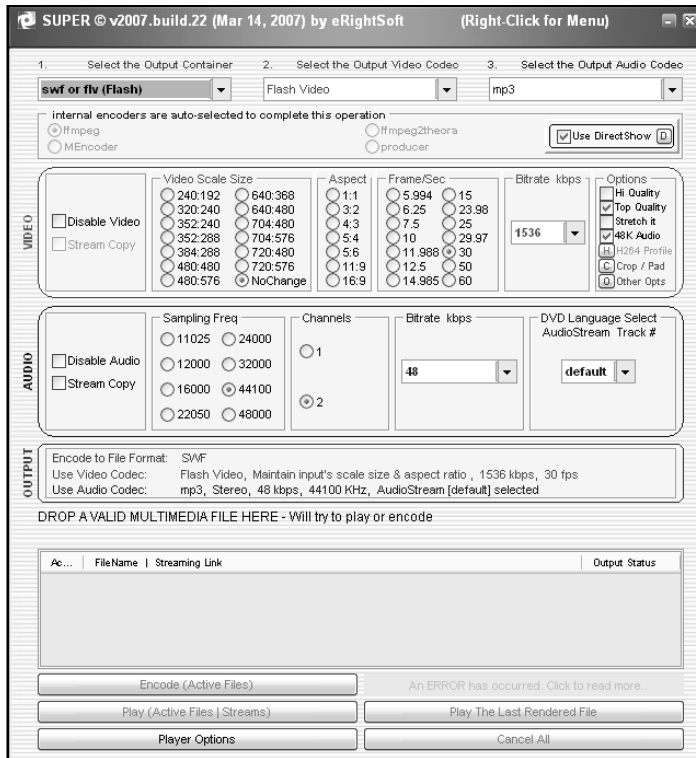 SUPER © v2007.build.22 (Mar 14, 2007) by eRightSoft (Right-Click for Menu)
1. Select the Output Container 2. Select the Output Video Codec 3. Select the Output Audio Codec
swf or flv (Flash) Flash Video mp3
internal encoders are auto-selected to complete this operation
ffmpeg ffmpeg2theora
MEncoder producer
Use DirectShow D
VIDEO
Disable Video
Stream Copy
Video Scale Size
240:192 640:368
320:240 640:480
352:240 704:480
352:288 704:576
384:288 720:480
480:480 720:576
480:576 NoChange
Aspect
1:1
3:2
4:3
5:4
5:6
11:9
16:9
Frame/Sec
5.994 15
6.25 23.98
7.5 25
10 29.97
11.988 30
12.5 50
14.985 60
Bitrate kbps
1536
Options
Hi Quality
Top Quality
Stretch it
48K Audio
H H264 Profile
C Crop / Pad
O Other Opts
AUDIO
Disable Audio
Stream Copy
Sampling Freq
11025 24000
12000 32000
16000 44100
22050 48000
Channels
1
2
Bitrate kbps
48
DVD Language Select
AudioStream Track #
default
OUTPUT
Encode to File Format: SWF
Use Video Codec: Flash Video, Maintain input's scale size & aspect ratio , 1536 kbps, 30 fps
Use Audio Codec: mp3, Stereo, 48 kbps, 44100 KHz, AudioStream [default] selected
DROP A VALID MULTIMEDIA FILE HERE - Will try to play or encode
Ac... FileName | Streaming Link Output Status
Encode (Active Files) An ERROR has occurred. Click to read more..
Play (Active Files | Streams) Play The Last Rendered File
Player Options Cancel All